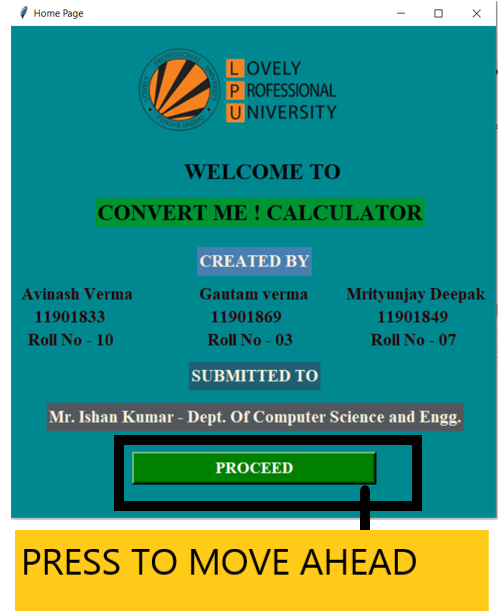 Home Page
LOVELY
PROFESSIONAL
UNIVERSITY
WELCOME TO
CONVERT ME ! CALCULATOR
CREATED BY
Avinash Verma Gautam verma Mrityunjay Deepak
11901833 11901869 11901849
Roll No - 10 Roll No - 03 Roll No - 07
SUBMITTED TO
Mr. Ishan Kumar - Dept. Of Computer Science and Engg.
PROCEED
PRESS TO MOVE AHEAD